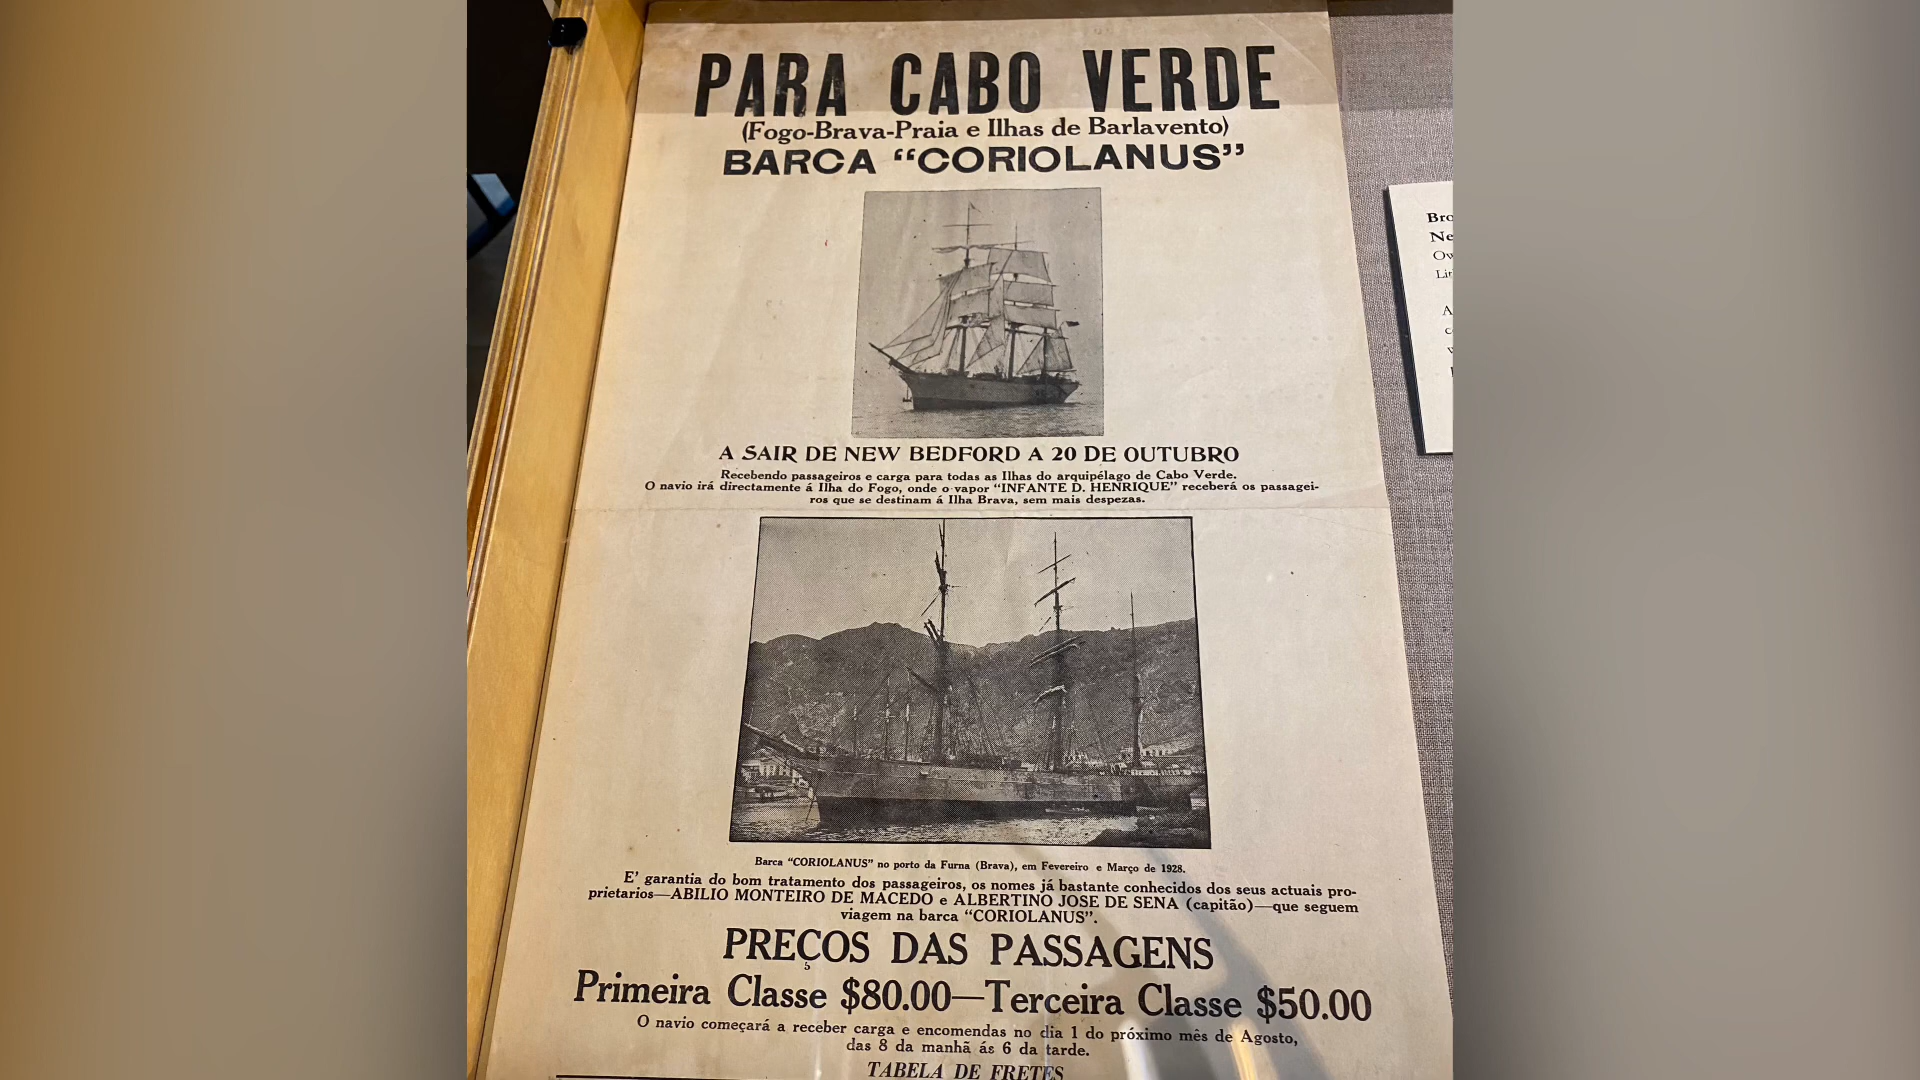 PARA CABO VERDE
(Fogo-Brava-Praia e Ilhas de Barlavento)
BARCA “CORIOLANUS”
A SAIR DE NEW BEDFORD A 20 DE OUTUBRO
Recebendo passageiros e carga para todas as Ilhas do arquipélago de Cabo Verde.
O navio irá directamente á Ilha do Fogo, onde o vapor “INFANTE D. HENRIQUE” receberá os passagei-
ros que se destinam á Ilha Brava, sem mais despezas.
Barca “CORIOLANUS” no porto da Furna (Brava), em Fevereiro e Março de 1928.
E' garantia do bom tratamento dos passageiros, os nomes já bastante conhecidos dos seus actuais pro-
prietarios—ABILIO MONTEIRO DE MACEDO e ALBERTINO JOSE DE SENA (capitão)—que seguem
viagem na barca “CORIOLANUS”.
PREÇOS DAS PASSAGENS
Primeira Classe $80.00—Terceira Classe $50.00
O navio começará a receber carga e encomendas no dia 1 do próximo mês de Agosto,
das 8 da manhã ás 6 da tarde.
TABELA DE FRETES
Bro
Ne